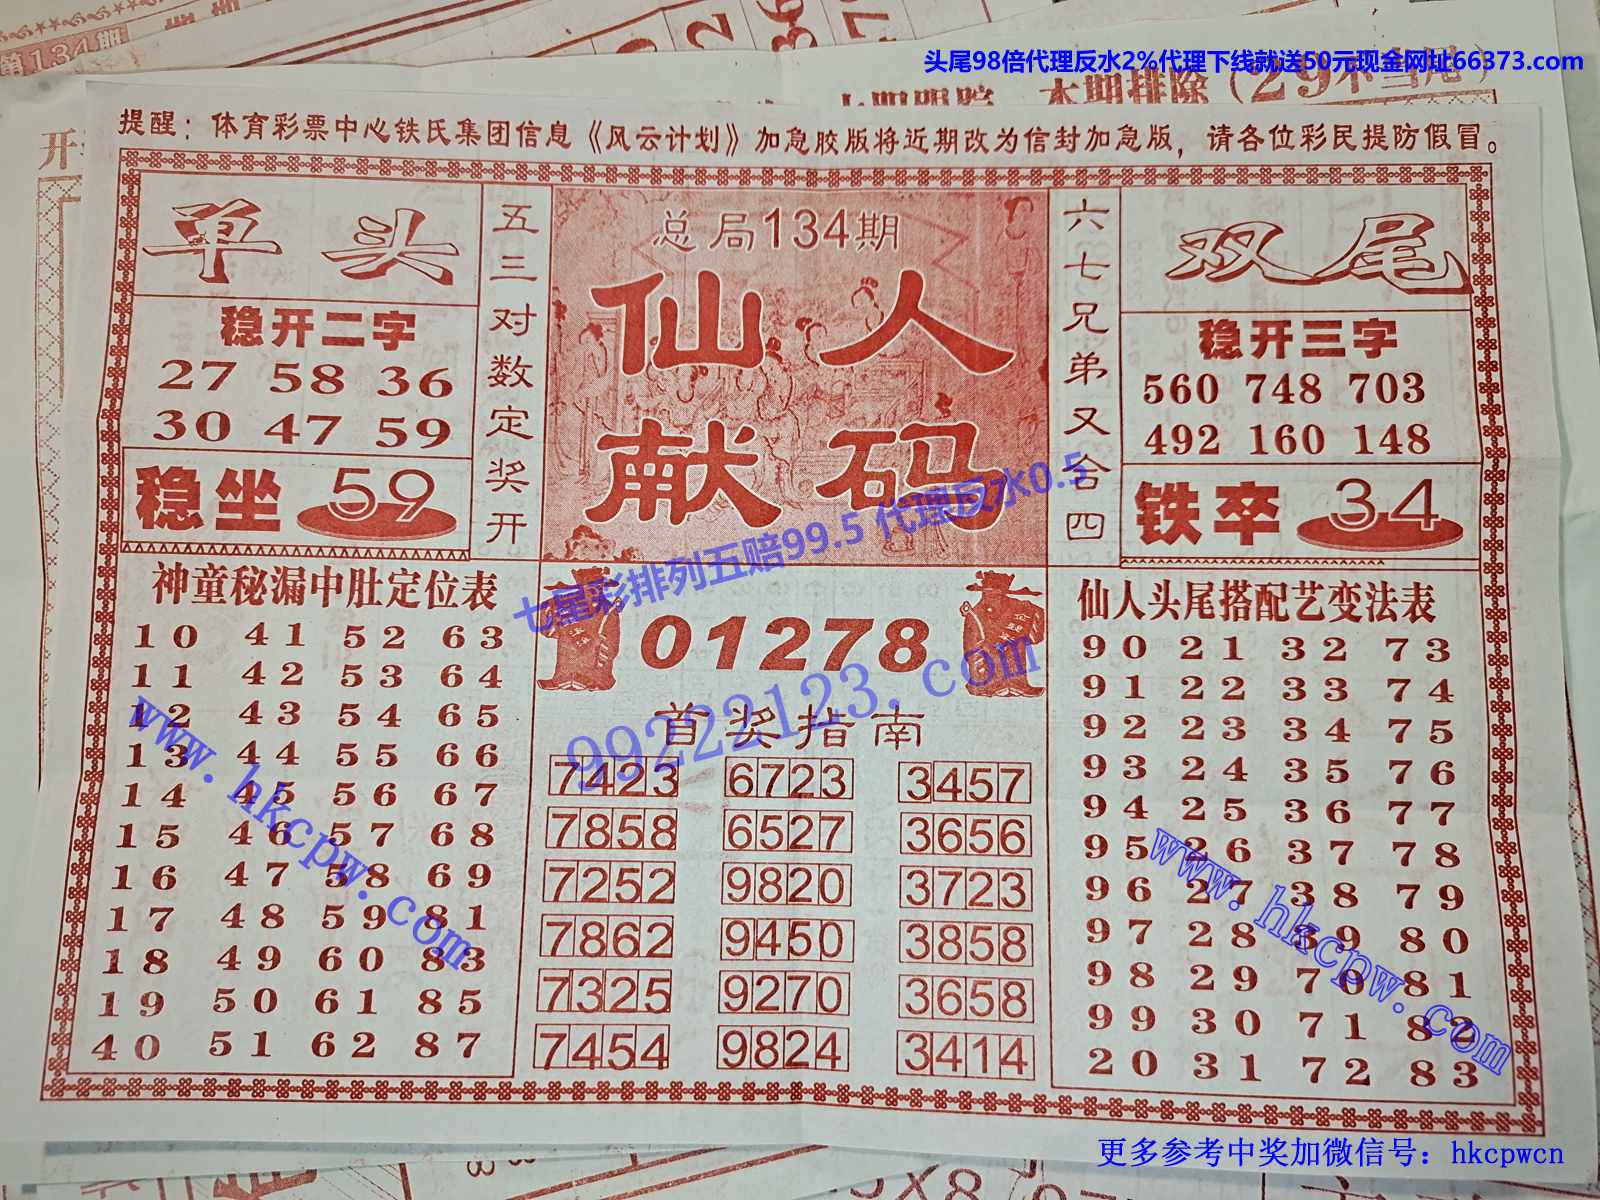 头尾98倍代理反水2%代理下线就送50元现金网址66373.com
第134期
本期排除(29不当尾)
提醒：体育彩票中心铁氏集团信息《风云计划》加急胶版将近期改为信封加急版，请各位彩民提防假冒。
单头
稳开二字
27 58 36
30 47 59
稳坐 59
五三对数定奖开
总局134期
仙人
献码
六七兄弟又合四
双尾
稳开三字
560 748 703
492 160 148
铁卒 34
七星彩排列五赔99.5 代理反水0.5
神童秘漏中肚定位表
10 41 52 63
11 42 53 64
12 43 54 65
13 44 55 66
14 45 56 67
15 46 57 68
16 47 58 69
17 48 59 81
18 49 60 83
19 50 61 85
40 51 62 87
www.hkcpw.com
01278
99222123.com
首奖指南
7423 6723 3457
7858 6527 3656
7252 9820 3723
7862 9450 3858
7325 9270 3658
7454 9824 3414
仙人头尾搭配艺变法表
90 21 32 73
91 22 33 74
92 23 34 75
93 24 35 76
94 25 36 77
95 26 37 78
96 27 38 79
97 28 39 80
98 29 70 81
99 30 71 82
20 31 72 83
www.hkcpw.com
更多参考中奖加微信号：hkcpwcn